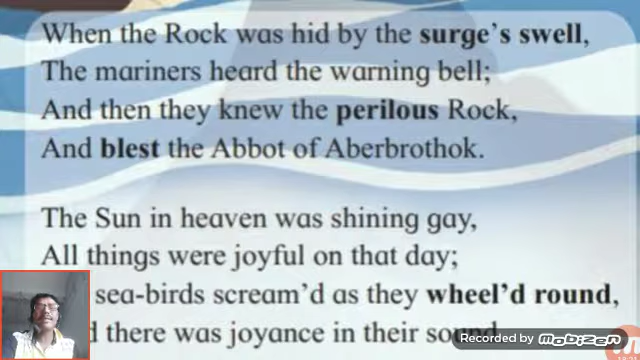 When the Rock was hid by the surge's swell,
The mariners heard the warning bell;
And then they knew the perilous Rock,
And blest the Abbot of Aberbrothok.
The Sun in heaven was shining gay,
All things were joyful on that day;
sea-birds scream'd as they wheel'd round,
there was joyance in their
Recorded by MOBIZEN